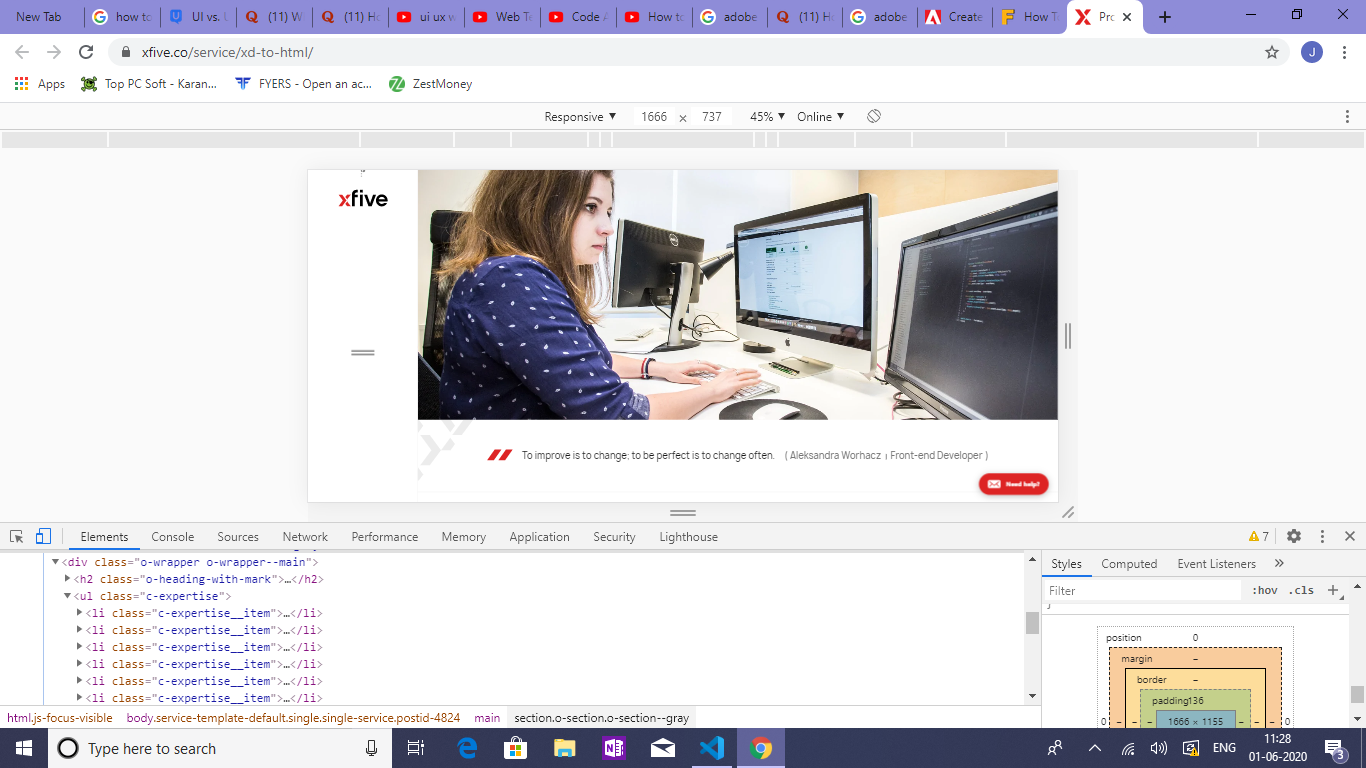 New Tab
how to
UI vs. U
(11) W
(11) Ho
ui ux w
Web Te
Code A
How to
adobe
(11) Ho
adobe
Create
How To
Pro
xfive.co/service/xd-to-html/
J
Apps
Top PC Soft - Karan...
FYERS - Open an ac...
ZestMoney
Responsive ▼ 1666 × 737 45% ▼ Online ▼
xfive
DELL
To improve is to change; to be perfect is to change often. ( Aleksandra Worhacz | Front-end Developer )
Need help?
Elements Console Sources Network Performance Memory Application Security Lighthouse 7
<div class="o-wrapper o-wrapper--main">
<h2 class="o-heading-with-mark">…</h2>
<ul class="c-expertise">
<li class="c-expertise__item">…</li>
<li class="c-expertise__item">…</li>
<li class="c-expertise__item">…</li>
<li class="c-expertise__item">…</li>
<li class="c-expertise__item">…</li>
<li class="c-expertise__item">…</li>
html.js-focus-visible body.service-template-default.single.single-service.postid-4824 main section.o-section.o-section--gray
Styles Computed Event Listeners »
Filter :hov .cls +
}
position 0
margin –
border –
padding136
0 – – – 1666 × 1155 – – – 0
Type here to search
ENG
11:28
01-06-2020
3